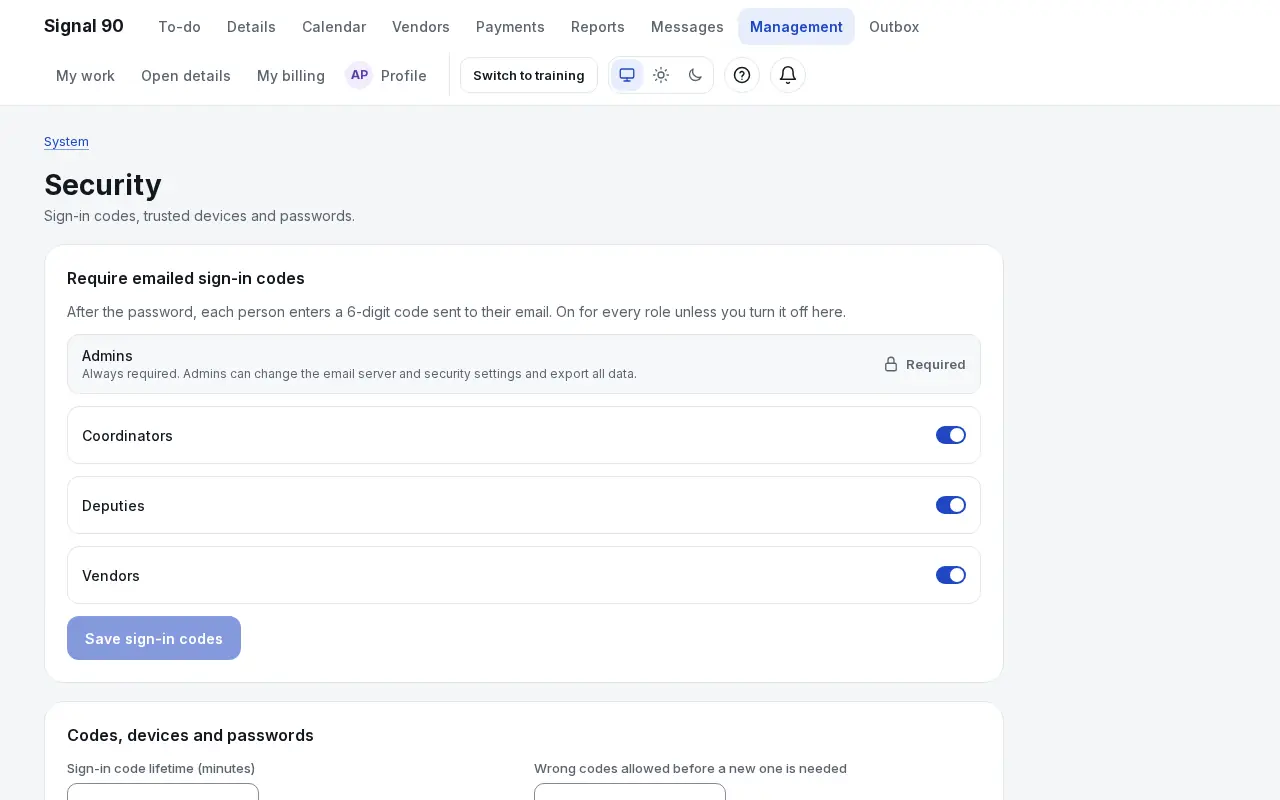 Signal 90
To-do
Details
Calendar
Vendors
Payments
Reports
Messages
Management
Outbox
My work
Open details
My billing
AP
Profile
Switch to training
System
Security
Sign-in codes, trusted devices and passwords.
Require emailed sign-in codes
After the password, each person enters a 6-digit code sent to their email. On for every role unless you turn it off here.
Admins
Always required. Admins can change the email server and security settings and export all data.
Required
Coordinators
Deputies
Vendors
Save sign-in codes
Codes, devices and passwords
Sign-in code lifetime (minutes)
Wrong codes allowed before a new one is needed